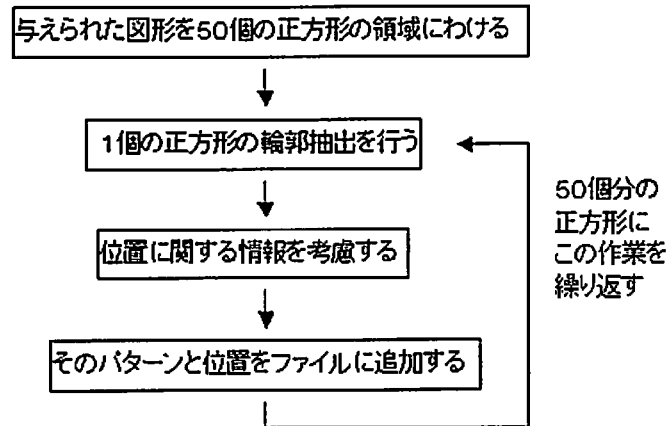 与えられた図形を50個の正方形の領域にわける
1個の正方形の輪郭抽出を行う
位置に関する情報を考慮する
そのパターンと位置をファイルに追加する
50個分の
正方形に
この作業を
繰り返す